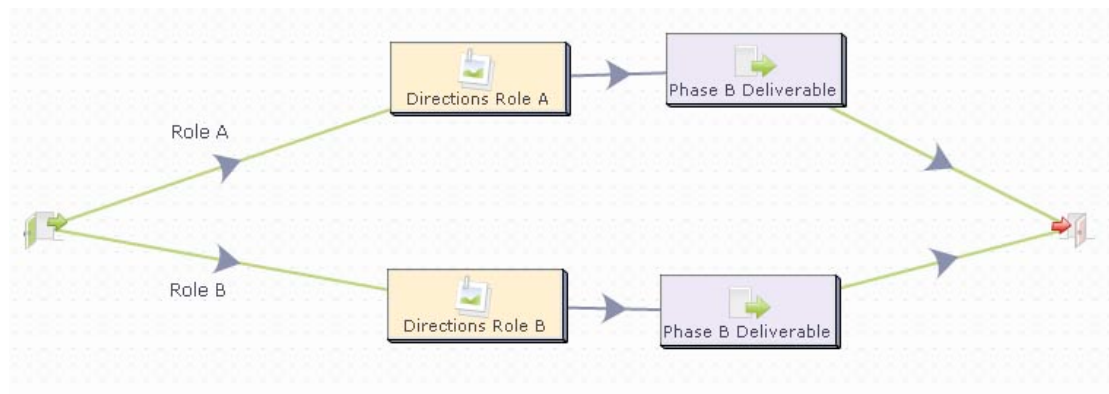 Directions Role A
Phase B Deliverable
Role A
Role B
Directions Role B
Phase B Deliverable